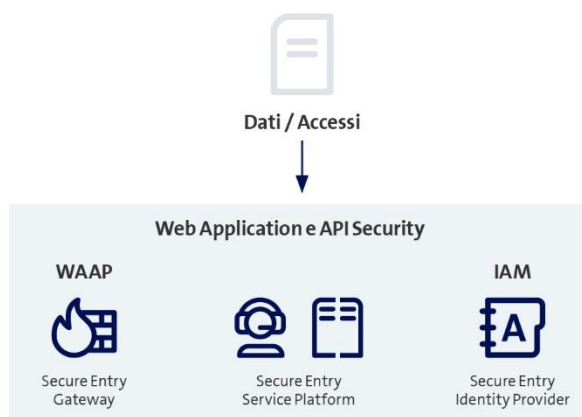 Dati / Accessi
Web Application e API Security
WAAP
IAM
A
Secure Entry
Gateway
Secure Entry
Service Platform
Secure Entry
Identity Provider